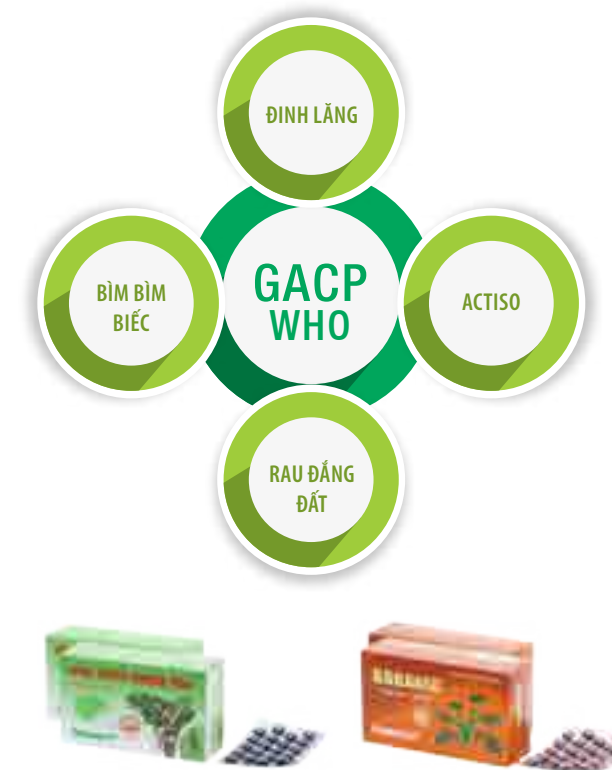 ĐINH LĂNG
BÌM BÌM
BIẾC
GACP
WHO
ACTISO
RAU ĐẮNG
ĐẤT